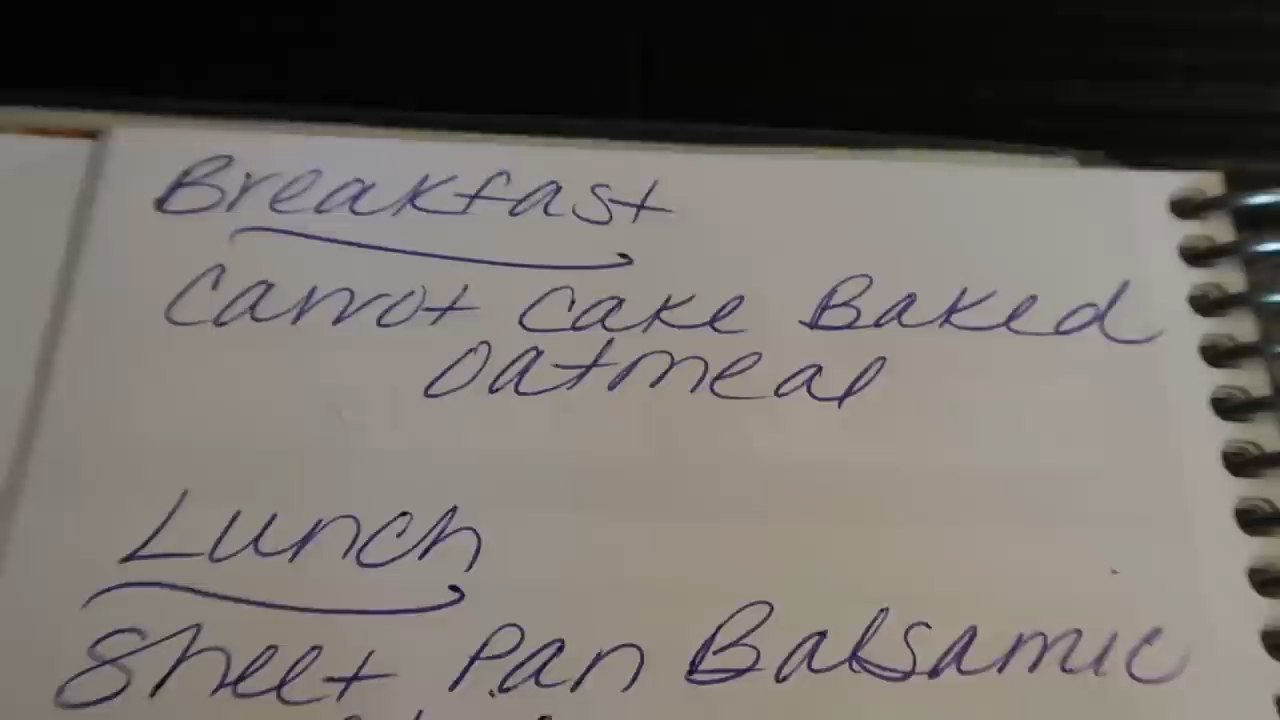 Breakfast
Carrot Cake Baked
Oatmeal
Lunch
Sheet Pan Balsamic